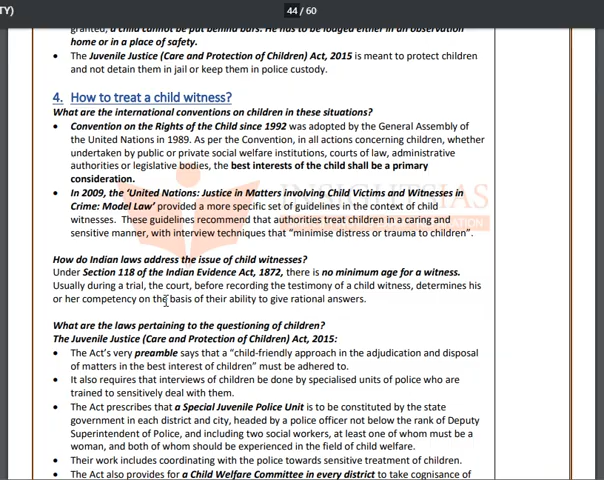 TY)
44 / 60
granted, a child cannot be put behind bars. He has to be lodged either in an observation
home or in a place of safety.
• The Juvenile Justice (Care and Protection of Children) Act, 2015 is meant to protect children
and not detain them in jail or keep them in police custody.
4. How to treat a child witness?
What are the international conventions on children in these situations?
• Convention on the Rights of the Child since 1992 was adopted by the General Assembly of
the United Nations in 1989. As per the Convention, in all actions concerning children, whether
undertaken by public or private social welfare institutions, courts of law, administrative
authorities or legislative bodies, the best interests of the child shall be a primary
consideration.
• In 2009, the ‘United Nations: Justice in Matters involving Child Victims and Witnesses in
Crime: Model Law’ provided a more specific set of guidelines in the context of child
witnesses. These guidelines recommend that authorities treat children in a caring and
sensitive manner, with interview techniques that “minimise distress or trauma to children”.
How do Indian laws address the issue of child witnesses?
Under Section 118 of the Indian Evidence Act, 1872, there is no minimum age for a witness.
Usually during a trial, the court, before recording the testimony of a child witness, determines his
or her competency on the basis of their ability to give rational answers.
What are the laws pertaining to the questioning of children?
The Juvenile Justice (Care and Protection of Children) Act, 2015:
• The Act’s very preamble says that a “child-friendly approach in the adjudication and disposal
of matters in the best interest of children” must be adhered to.
• It also requires that interviews of children be done by specialised units of police who are
trained to sensitively deal with them.
• The Act prescribes that a Special Juvenile Police Unit is to be constituted by the state
government in each district and city, headed by a police officer not below the rank of Deputy
Superintendent of Police, and including two social workers, at least one of whom must be a
woman, and both of whom should be experienced in the field of child welfare.
• Their work includes coordinating with the police towards sensitive treatment of children.
• The Act also provides for a Child Welfare Committee in every district to take cognisance of